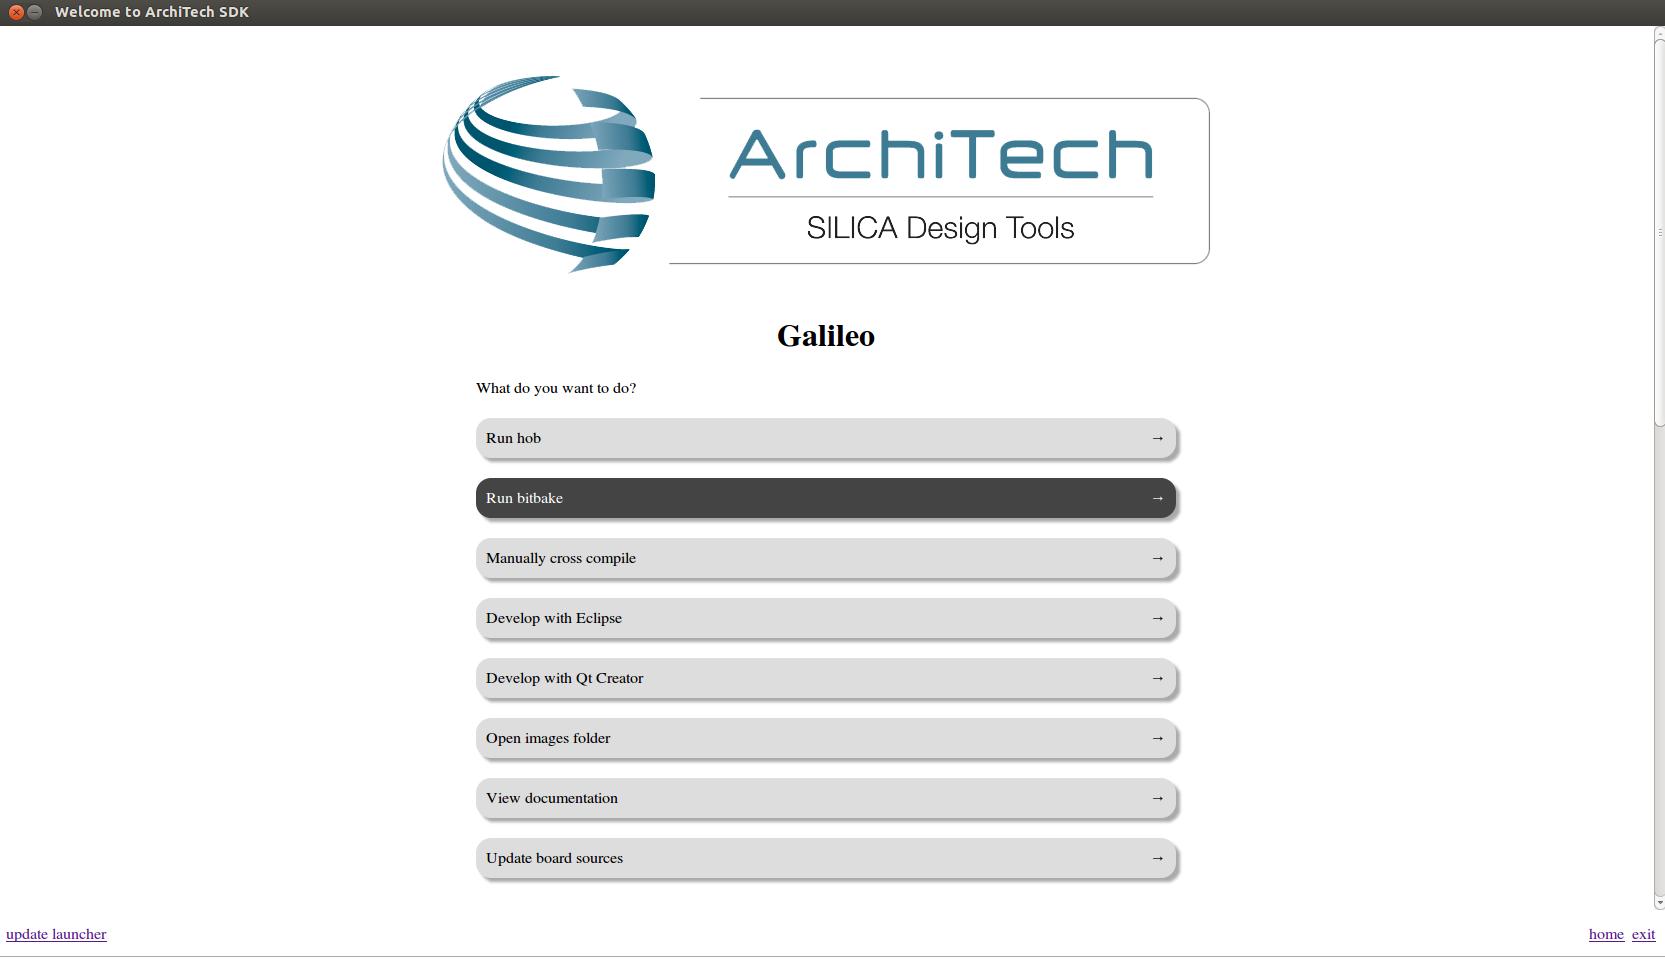 Welcome to ArchiTech SDK
ArchiTech
SILICA Design Tools
Galileo
What do you want to do?
Run hob →
Run bitbake →
Manually cross compile →
Develop with Eclipse →
Develop with Qt Creator →
Open images folder →
View documentation →
Update board sources →
update launcher home exit